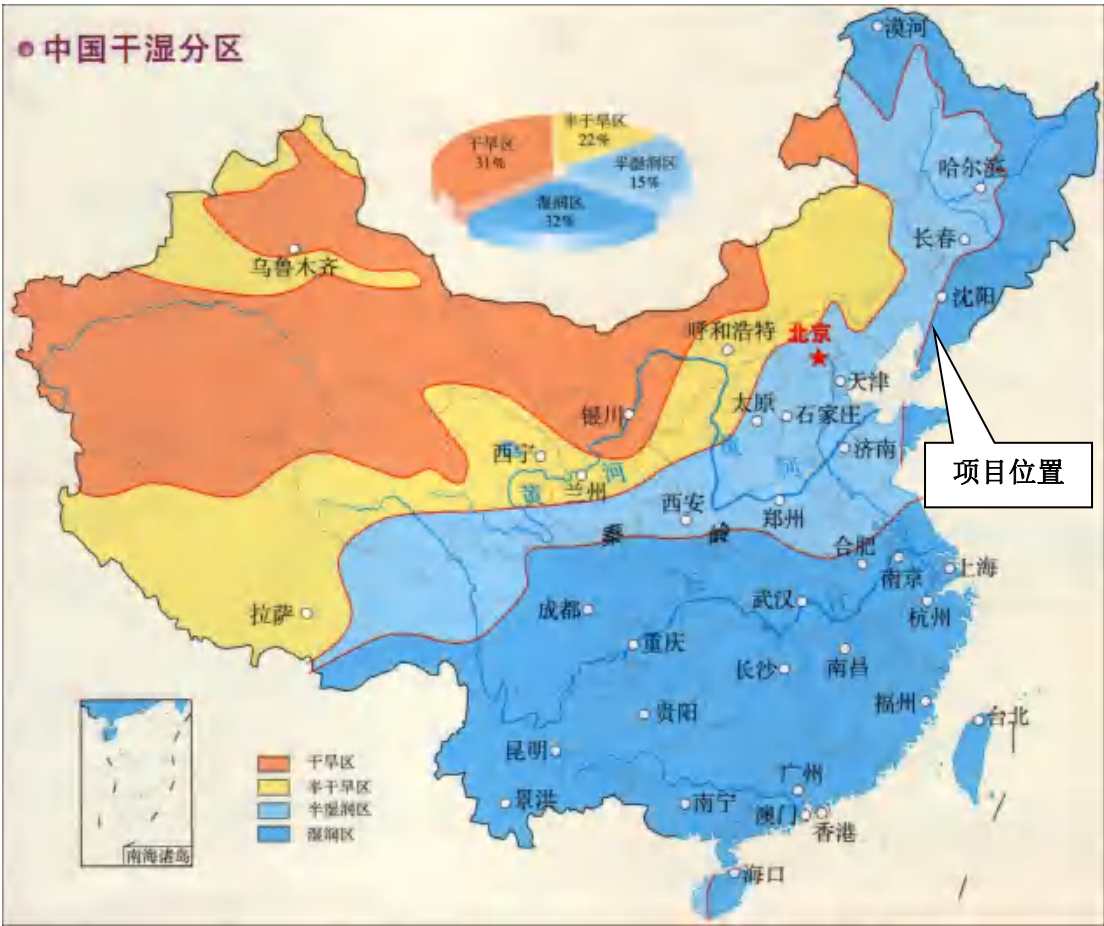 中国干湿分区
漠河
干旱区
31%
半干旱区
22%
半湿润区
15%
湿润区
32%
哈尔滨
长春
沈阳
乌鲁木齐
呼和浩特
北京
天津
银川
太原
石家庄
西宁
济南
项目位置
兰州
河
黄
河
西安
郑州
秦
岭
合肥
南京
上海
拉萨
成都
武汉
江
杭州
重庆
长沙
南昌
贵阳
福州
台北
昆明
干旱区
半干旱区
半湿润区
湿润区
广州
景洪
南宁
澳门
香港
南海诸岛
海口